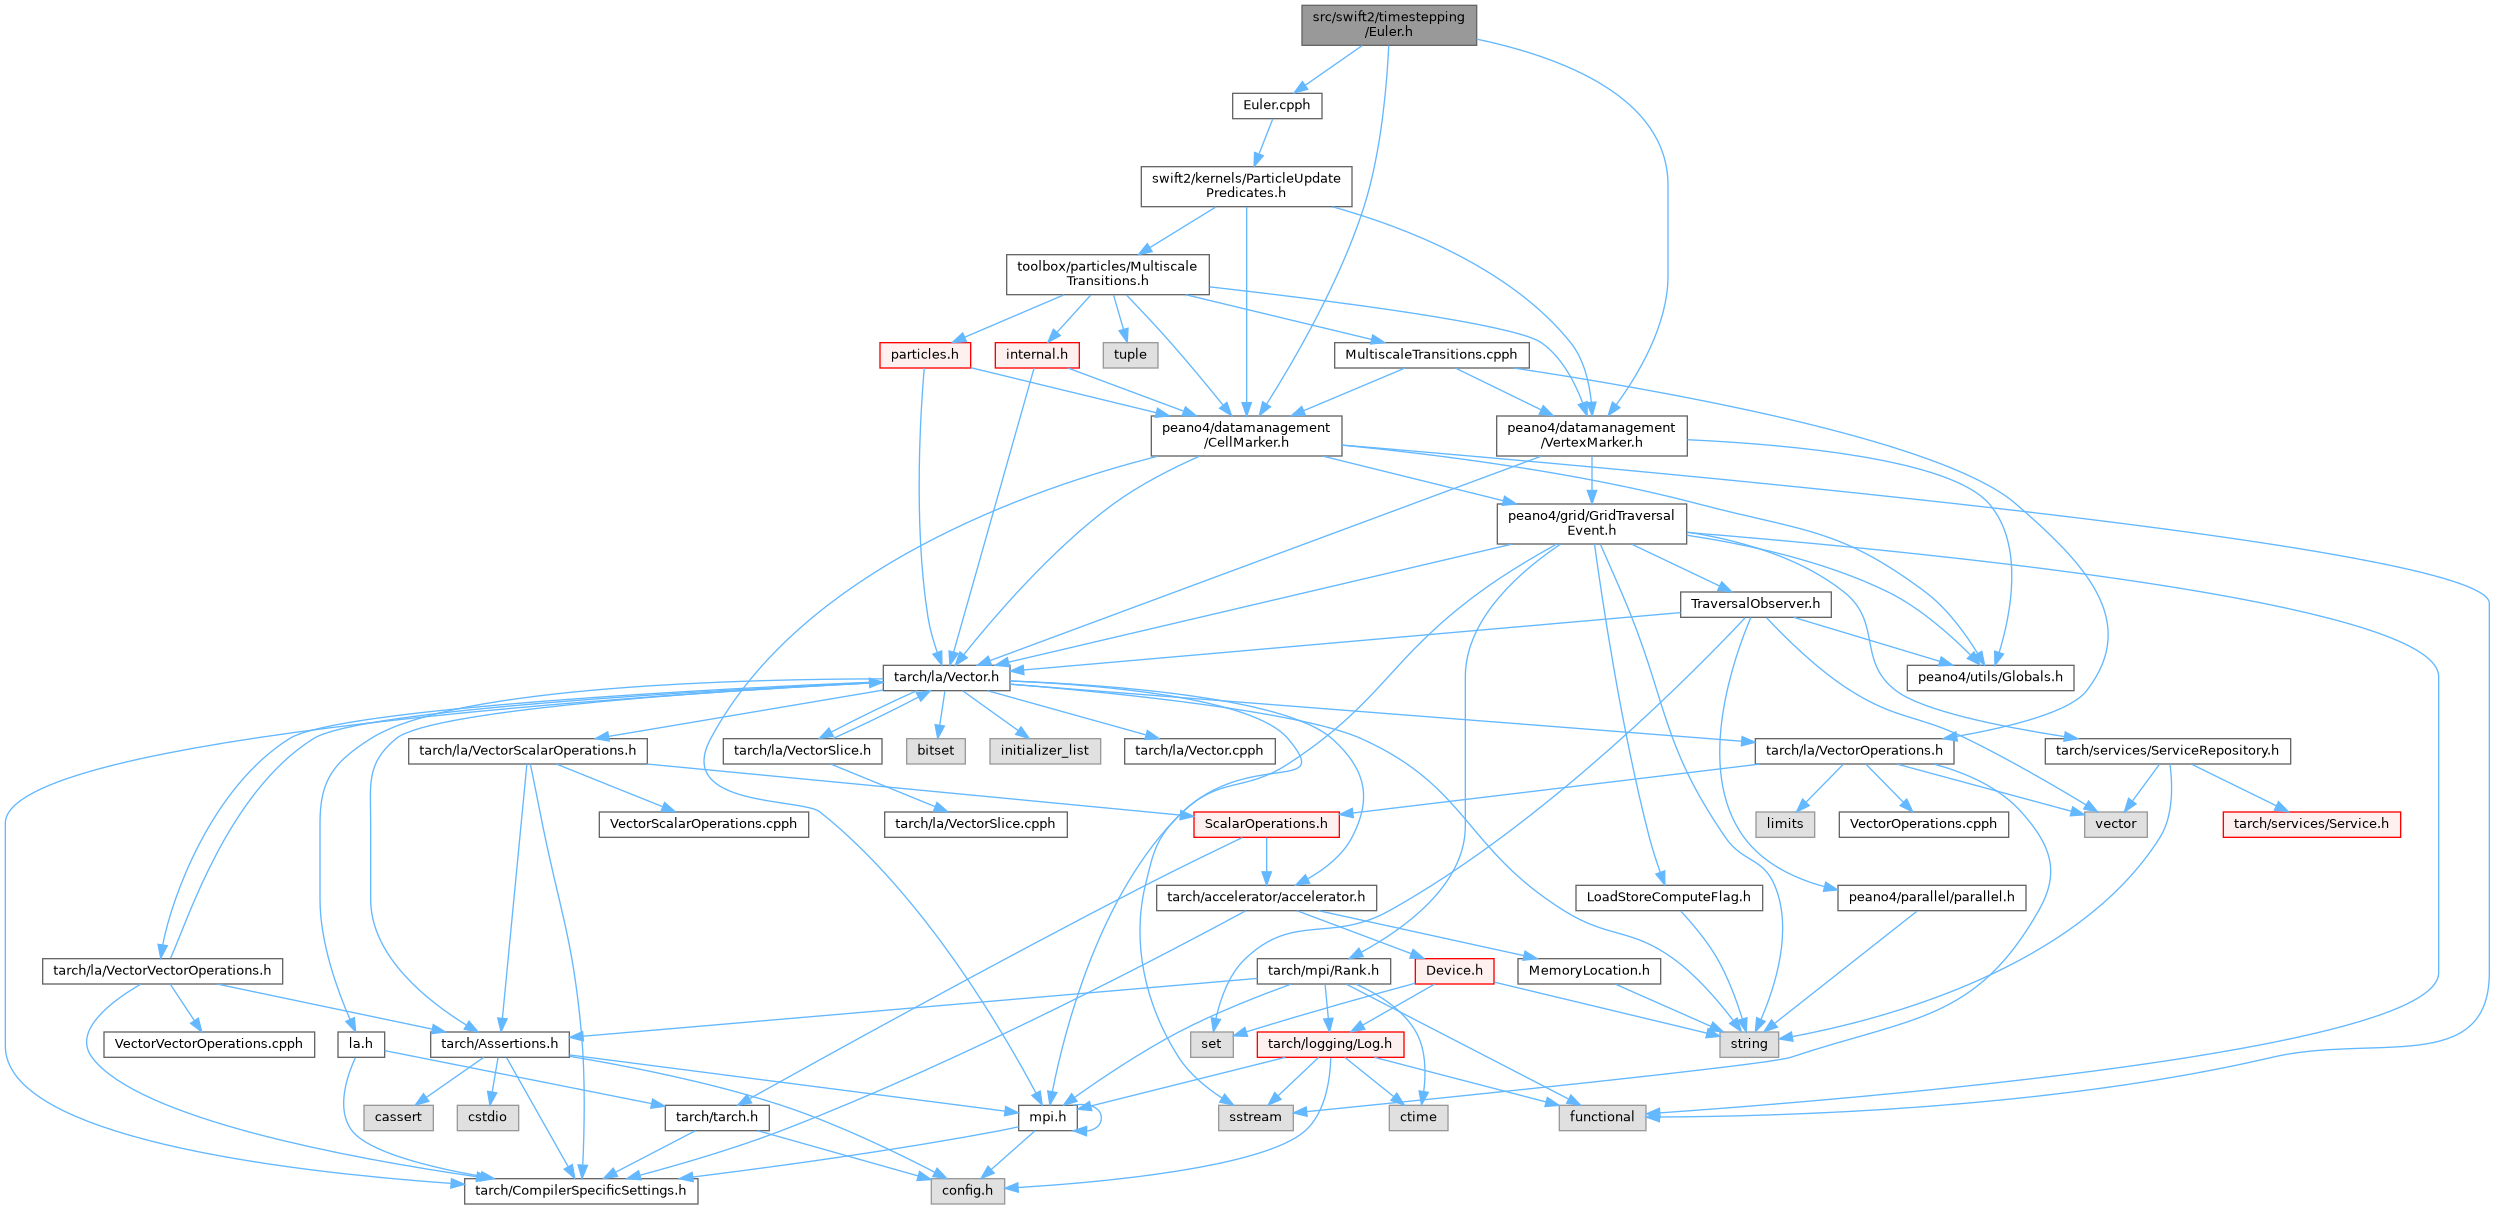 src/swift2/timestepping
/Euler.h
Euler.cpph
swift2/kernels/ParticleUpdate
Predicates.h
toolbox/particles/Multiscale
Transitions.h
particles.h
internal.h
tuple
MultiscaleTransitions.cpph
peano4/datamanagement
/CellMarker.h
peano4/datamanagement
/VertexMarker.h
peano4/grid/GridTraversal
Event.h
TraversalObserver.h
tarch/la/Vector.h
peano4/utils/Globals.h
tarch/la/VectorScalarOperations.h
tarch/la/VectorSlice.h
bitset
initializer_list
tarch/la/Vector.cpph
tarch/la/VectorOperations.h
tarch/services/ServiceRepository.h
VectorScalarOperations.cpph
tarch/la/VectorSlice.cpph
ScalarOperations.h
limits
VectorOperations.cpph
vector
tarch/services/Service.h
tarch/accelerator/accelerator.h
LoadStoreComputeFlag.h
peano4/parallel/parallel.h
tarch/la/VectorVectorOperations.h
tarch/mpi/Rank.h
Device.h
MemoryLocation.h
VectorVectorOperations.cpph
la.h
tarch/Assertions.h
set
tarch/logging/Log.h
string
cassert
cstdio
tarch/tarch.h
mpi.h
sstream
ctime
functional
tarch/CompilerSpecificSettings.h
config.h